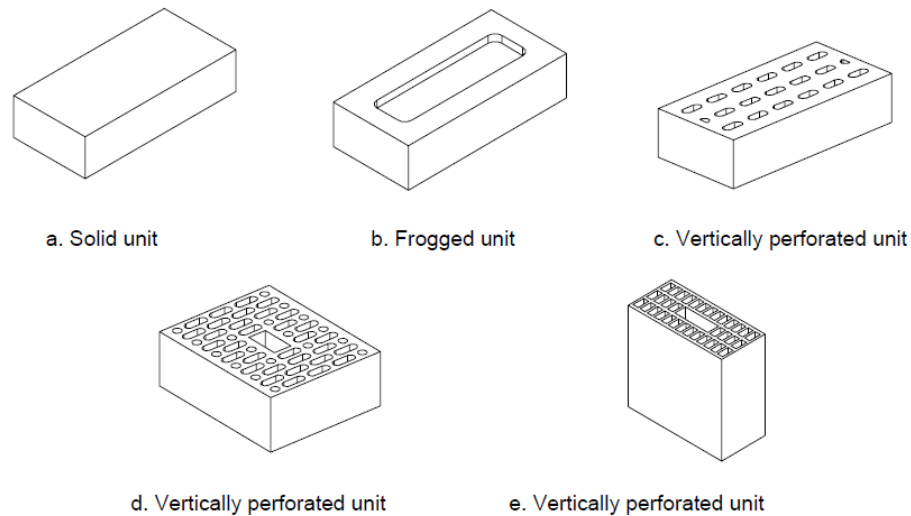 a. Solid unit
b. Frogged unit
c. Vertically perforated unit
d. Vertically perforated unit
e. Vertically perforated unit